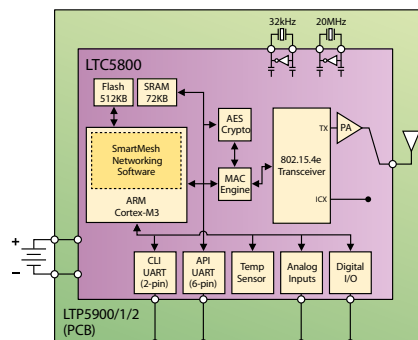 32kHz
20MHz
LTC5800
Flash
512KB
SRAM
72KB
AES
Crypto
TX
PA
SmartMesh
Networking
Software
802.15.4e
Transceiver
MAC
Engine
ARM
Cortex-M3
ICX
+
–
CLI
UART
(2-pin)
API
UART
(6-pin)
Temp
Sensor
Analog
Inputs
Digital
I/O
LTP5900/1/2
(PCB)